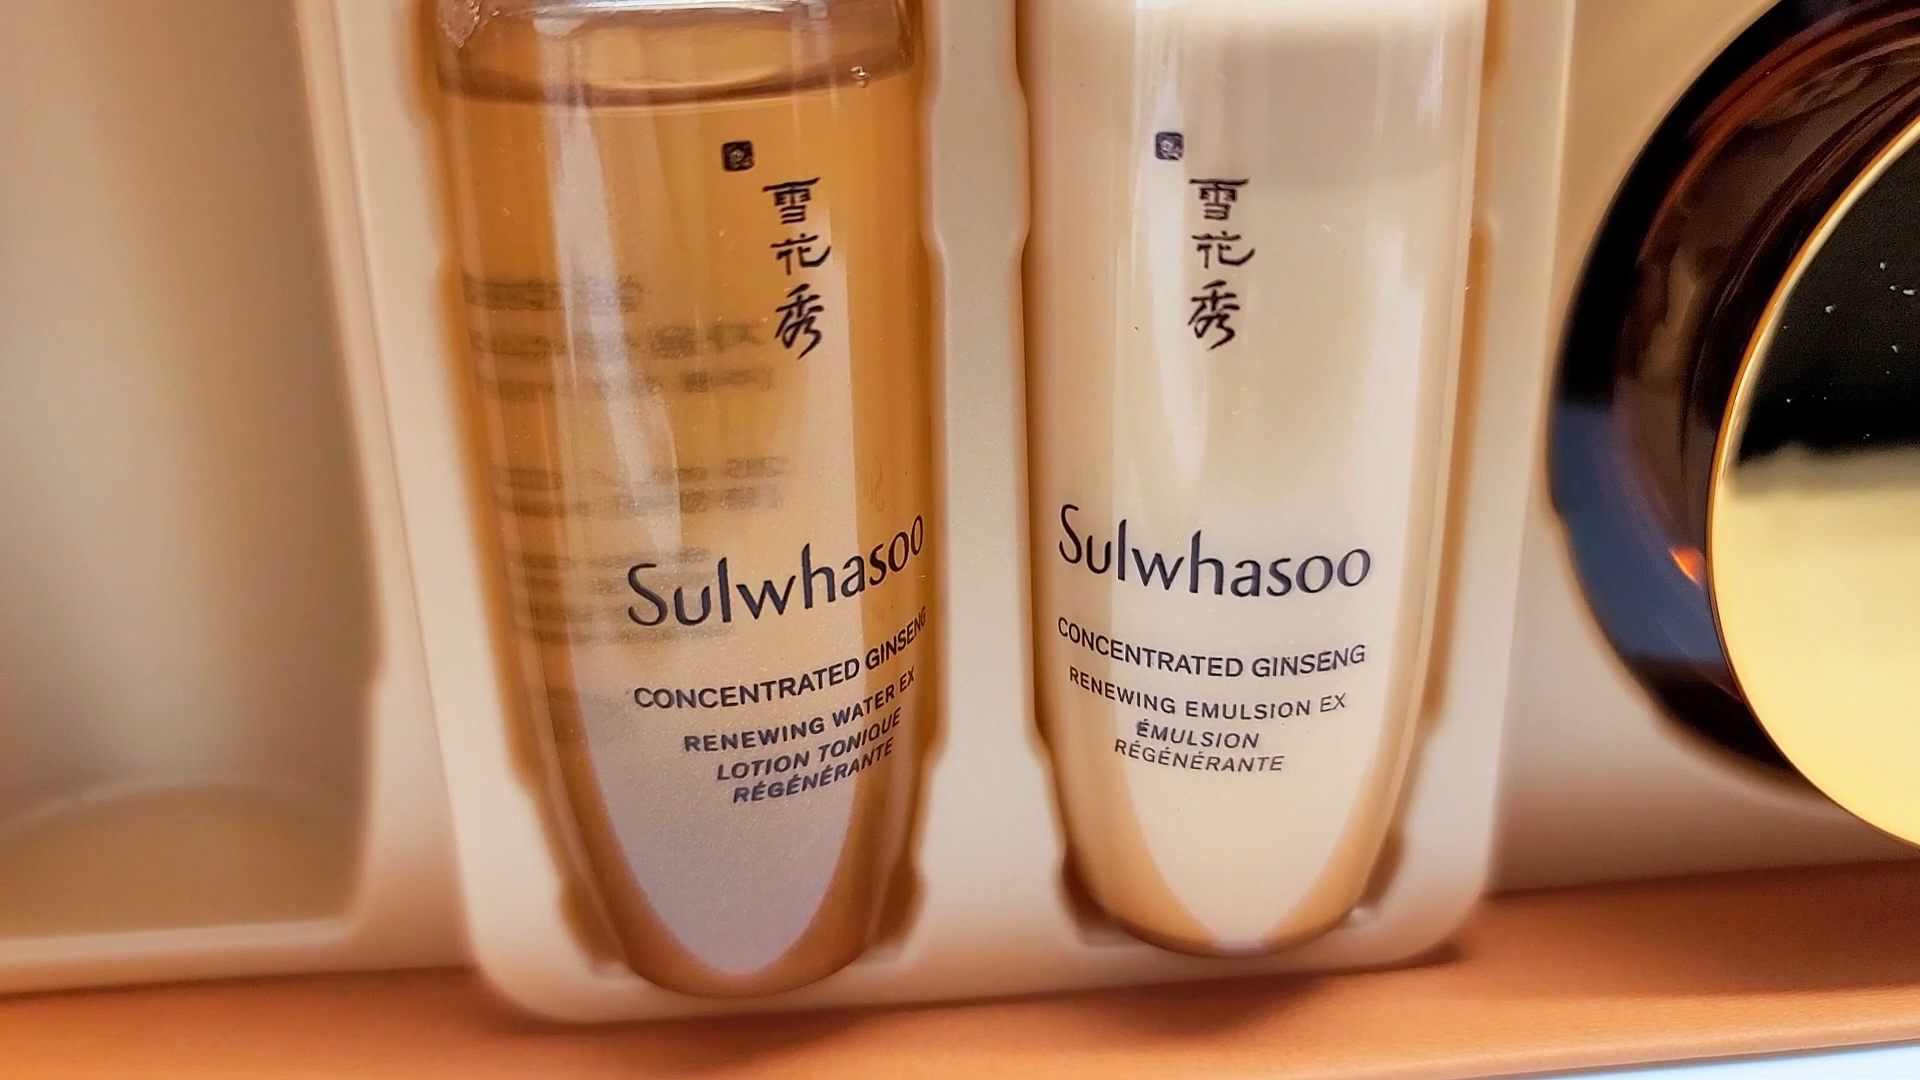 雪花秀
Sulwhasoo
CONCENTRATED GINSENG
RENEWING WATER EX
LOTION TONIQUE
RÉGÉNÉRANTE
雪花秀
Sulwhasoo
CONCENTRATED GINSENG
RENEWING EMULSION EX
ÉMULSION
RÉGÉNÉRANTE